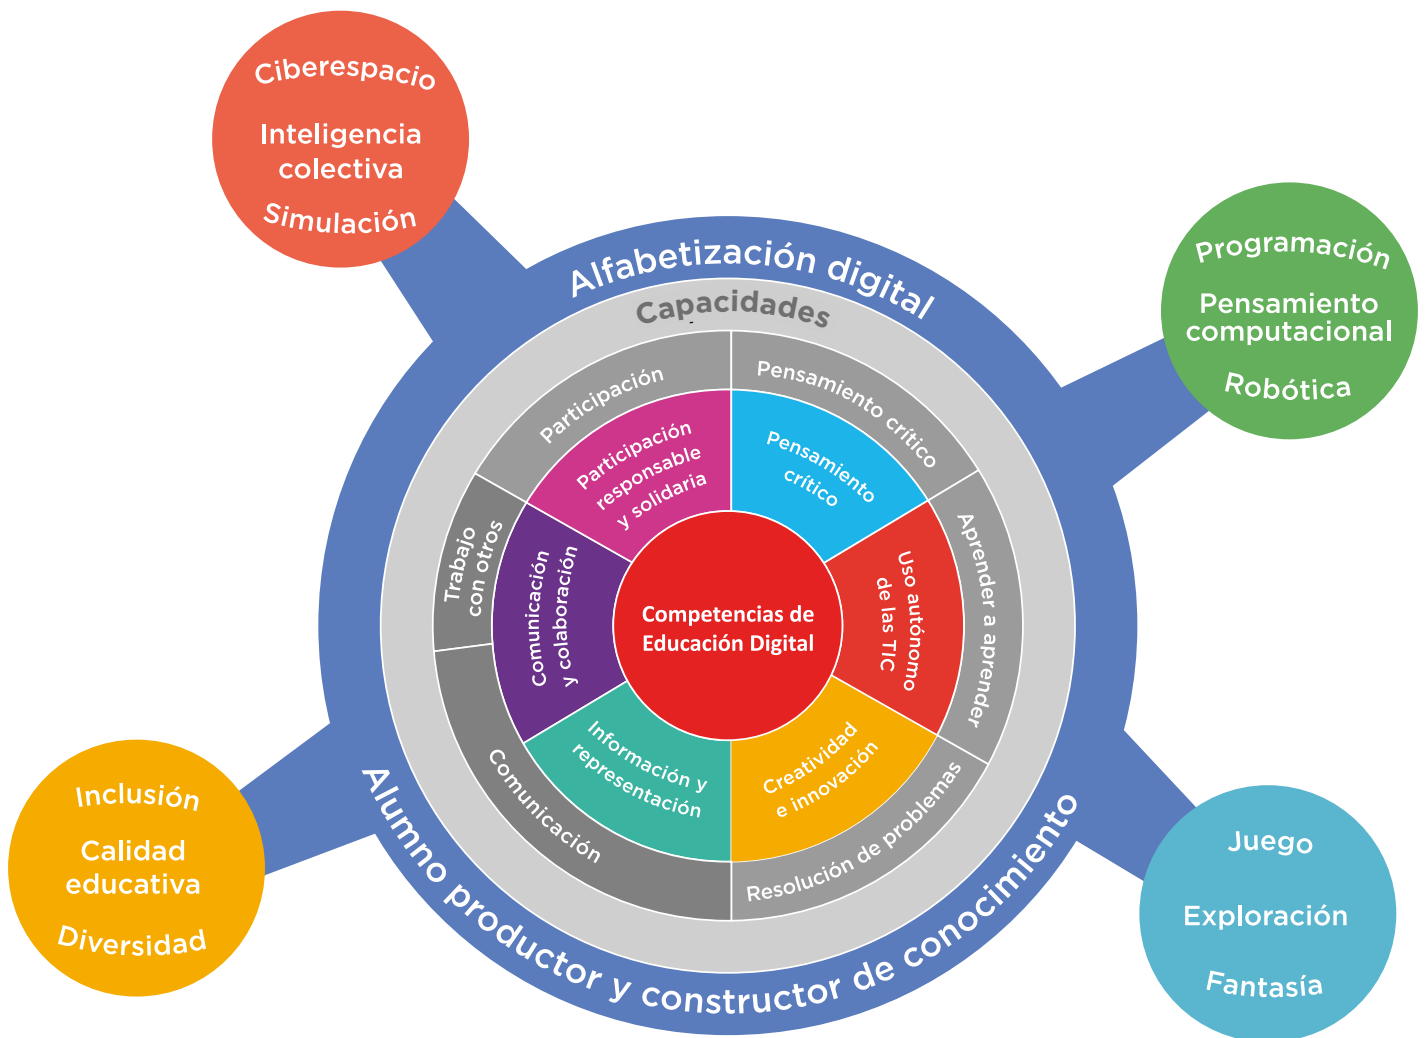 Ciberespacio
Inteligencia
colectiva
Simulación
Programación
Pensamiento
computacional
Robótica
Alfabetización digital
Capacidades
Participación
Pensamiento crítico
Aprender a aprender
Resolución de problemas
Comunicación
Trabajo
con otros
Participación
responsable
y solidaria
Pensamiento
crítico
Uso autónomo
de las TIC
Creatividad
e innovación
Información y
representación
Comunicación
y colaboración
Competencias de
Educación Digital
Inclusión
Calidad
educativa
Diversidad
Alumno productor y constructor de conocimiento
Juego
Exploración
Fantasía